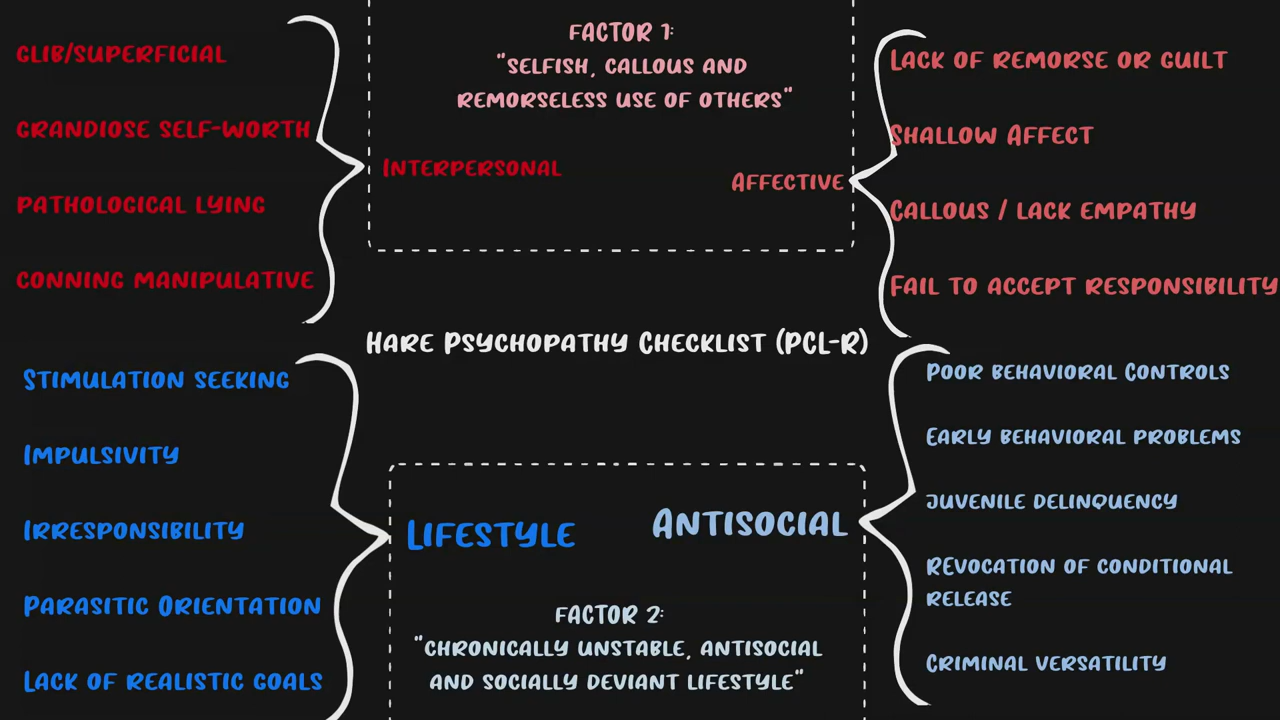 GLIB/SUPERFICIAL
GRANDIOSE SELF-WORTH
PATHOLOGICAL LYING
CONNING MANIPULATIVE
FACTOR 1:
"SELFISH, CALLOUS AND
REMORSELESS USE OF OTHERS"
INTERPERSONAL
AFFECTIVE
LACK OF REMORSE OR GUILT
SHALLOW AFFECT
CALLOUS / LACK EMPATHY
FAIL TO ACCEPT RESPONSIBILITY
HARE PSYCHOPATHY CHECKLIST (PCL-R)
STIMULATION SEEKING
IMPULSIVITY
IRRESPONSIBILITY
PARASITIC ORIENTATION
LACK OF REALISTIC GOALS
LIFESTYLE
ANTISOCIAL
FACTOR 2:
"CHRONICALLY UNSTABLE, ANTISOCIAL
AND SOCIALLY DEVIANT LIFESTYLE"
POOR BEHAVIORAL CONTROLS
EARLY BEHAVIORAL PROBLEMS
JUVENILE DELINQUENCY
REVOCATION OF CONDITIONAL
RELEASE
CRIMINAL VERSATILITY